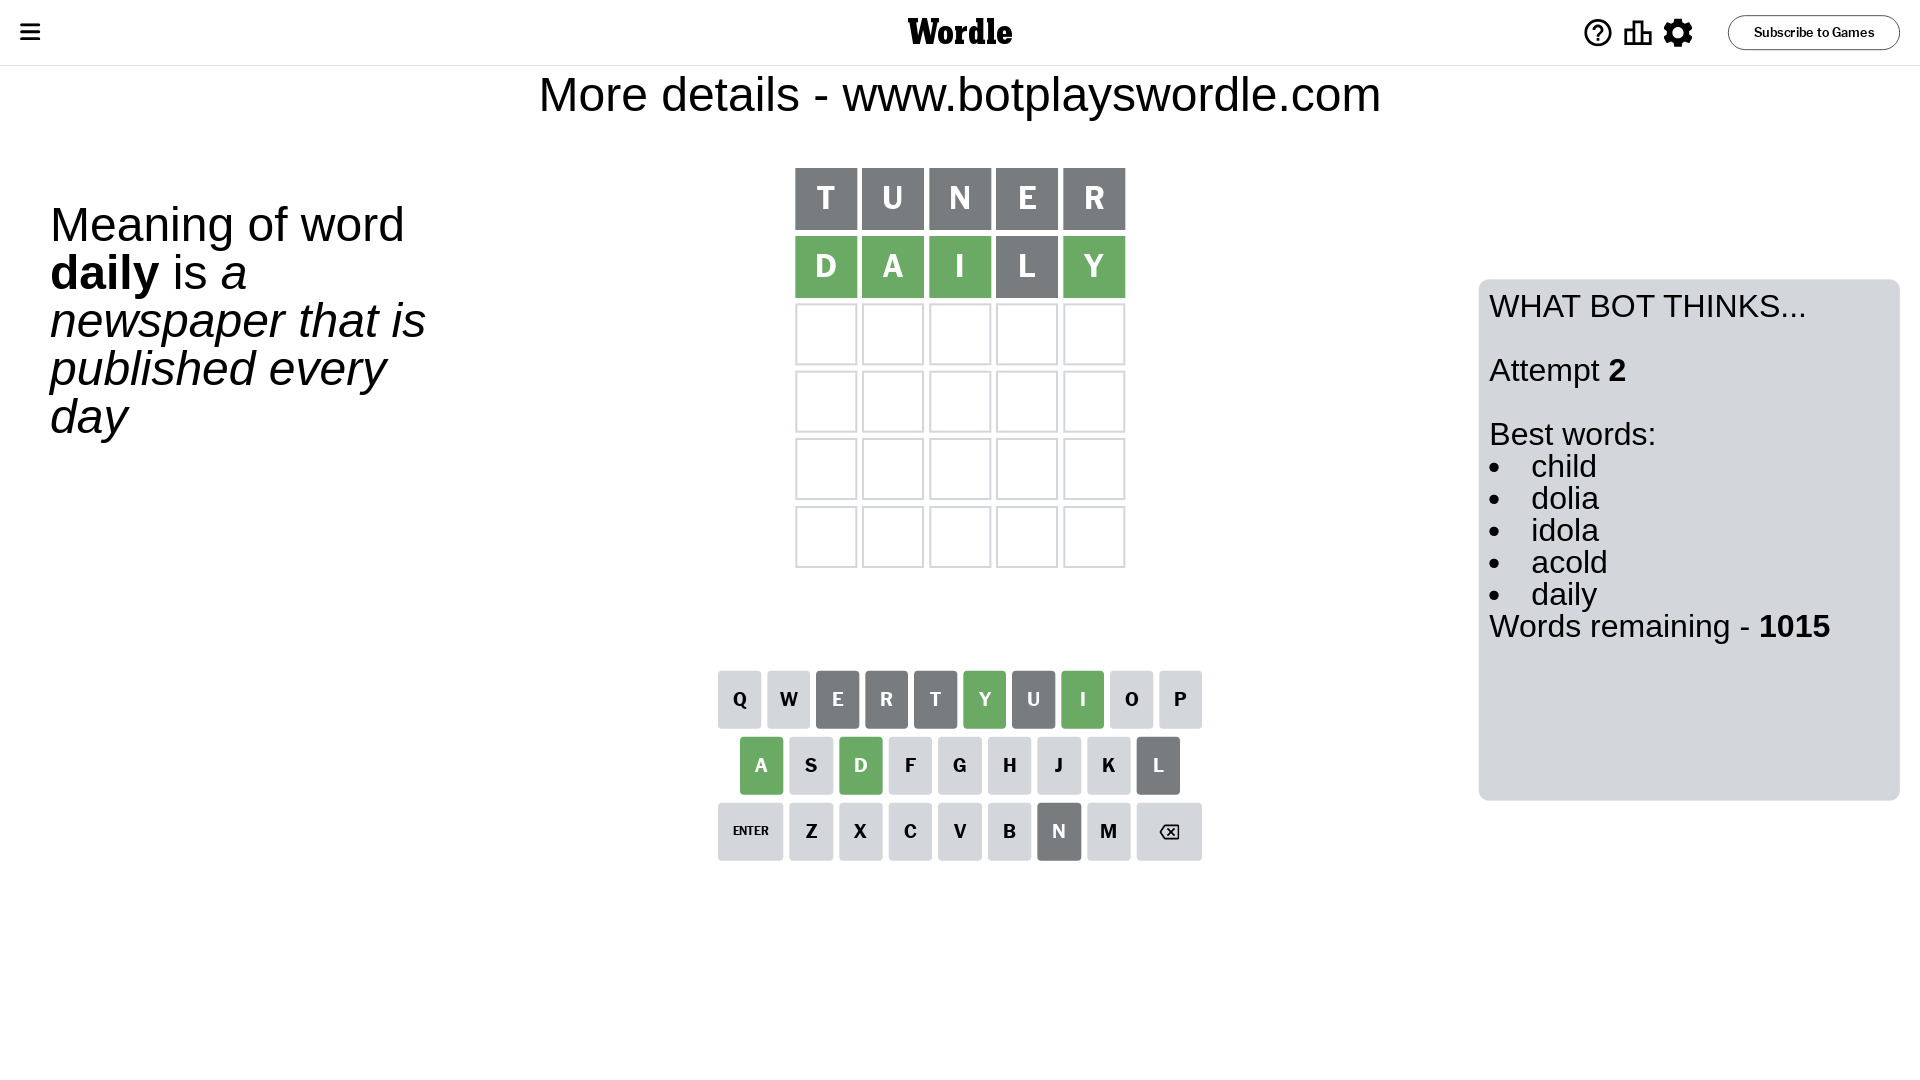 Wordle
Subscribe to Games
More details - www.botplayswordle.com
Meaning of word
daily is a
newspaper that is
published every
day
T U N E R
D A I L Y
WHAT BOT THINKS...
Attempt 2
Best words:
• child
• dolia
• idola
• acold
• daily
Words remaining - 1015
Q W E R T Y U I O P
A S D F G H J K L
ENTER Z X C V B N M